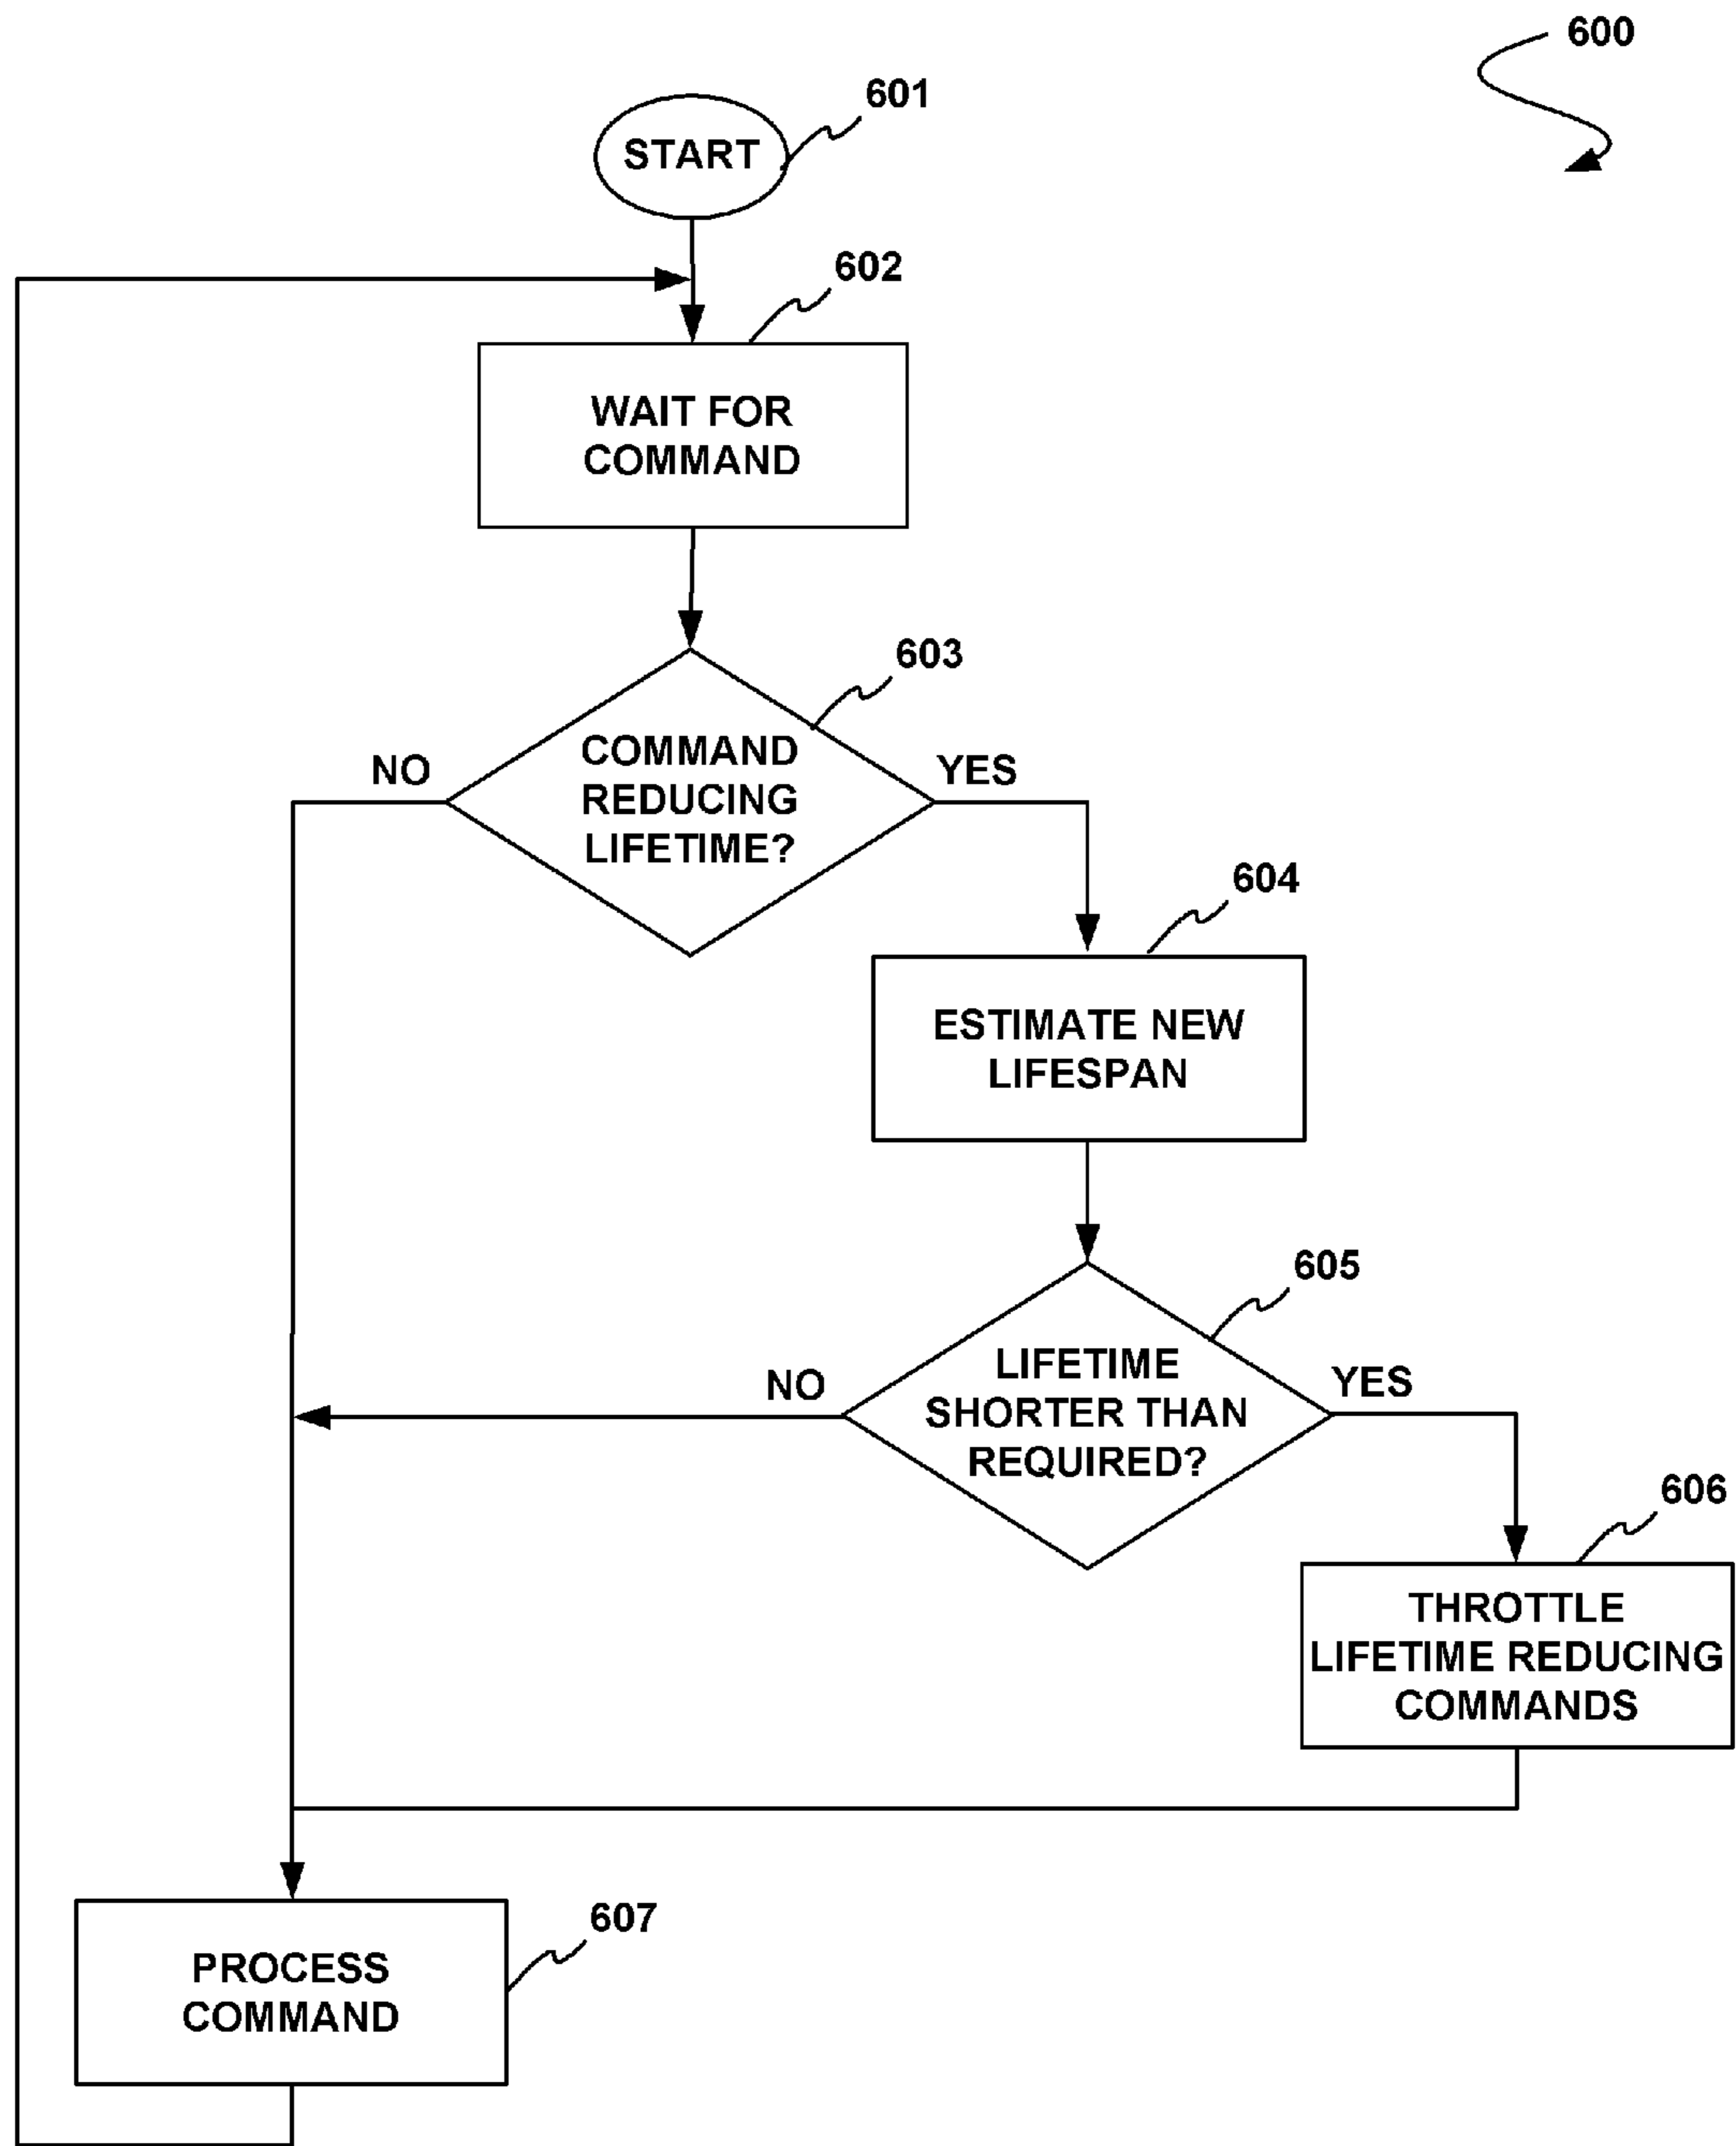 600
601
START
602
WAIT FOR
COMMAND
603
NO
YES
COMMAND
REDUCING
LIFETIME?
604
ESTIMATE NEW
LIFESPAN
605
NO
YES
LIFETIME
SHORTER THAN
REQUIRED?
606
THROTTLE
LIFETIME REDUCING
COMMANDS
607
PROCESS
COMMAND